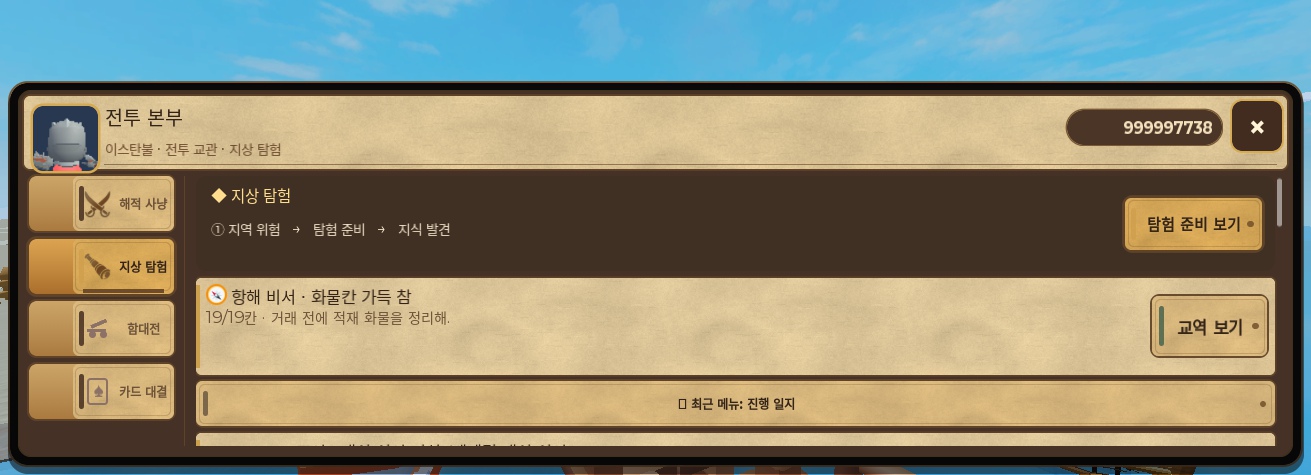 전투 본부
이스탄불 · 전투 교관 · 지상 탐험
999997738
해적 사냥
지상 탐험
함대전
카드 대결
◆ 지상 탐험
① 지역 위험 → 탐험 준비 → 지식 발견
탐험 준비 보기
항해 비서 · 화물칸 가득 참
19/19칸 · 거래 전에 적재 화물을 정리해.
교역 보기
최근 메뉴: 진행 일지